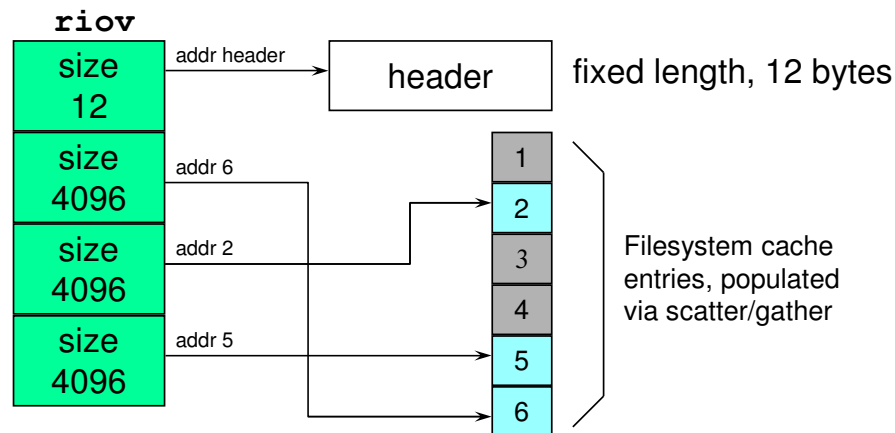 riov
size
12
addr header
header
fixed length, 12 bytes
size
4096
addr 6
size
4096
addr 2
size
4096
addr 5
1
2
3
4
5
6
Filesystem cache
entries, populated
via scatter/gather